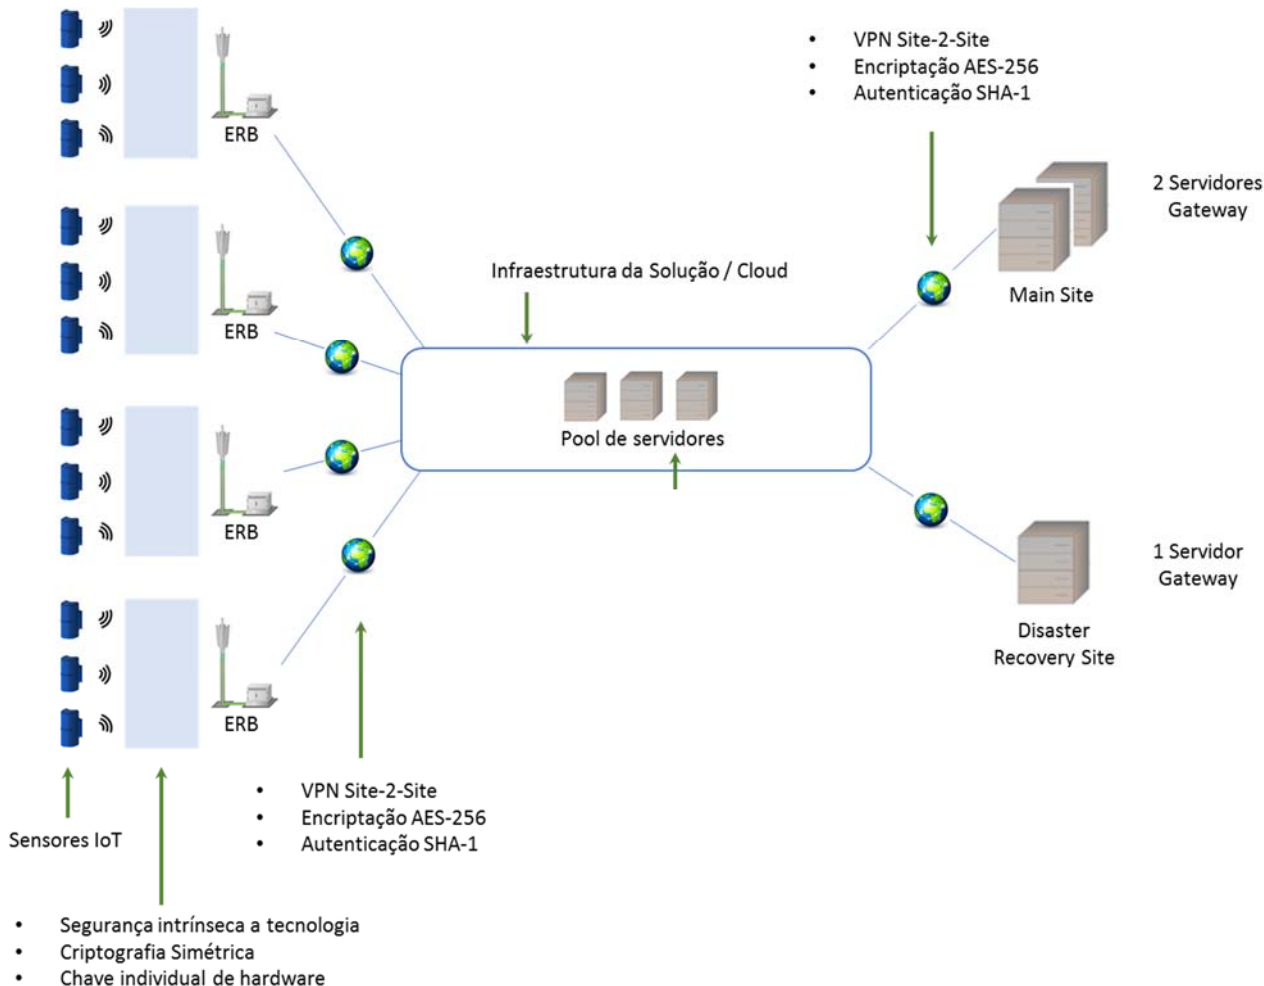 • VPN Site-2-Site
• Encriptação AES-256
• Autenticação SHA-1
ERB
2 Servidores
Gateway
Infraestrutura da Solução / Cloud
Main Site
ERB
Pool de servidores
ERB
1 Servidor
Gateway
Disaster
Recovery Site
ERB
• VPN Site-2-Site
• Encriptação AES-256
• Autenticação SHA-1
Sensores IoT
• Segurança intrínseca a tecnologia
• Criptografia Simétrica
• Chave individual de hardware